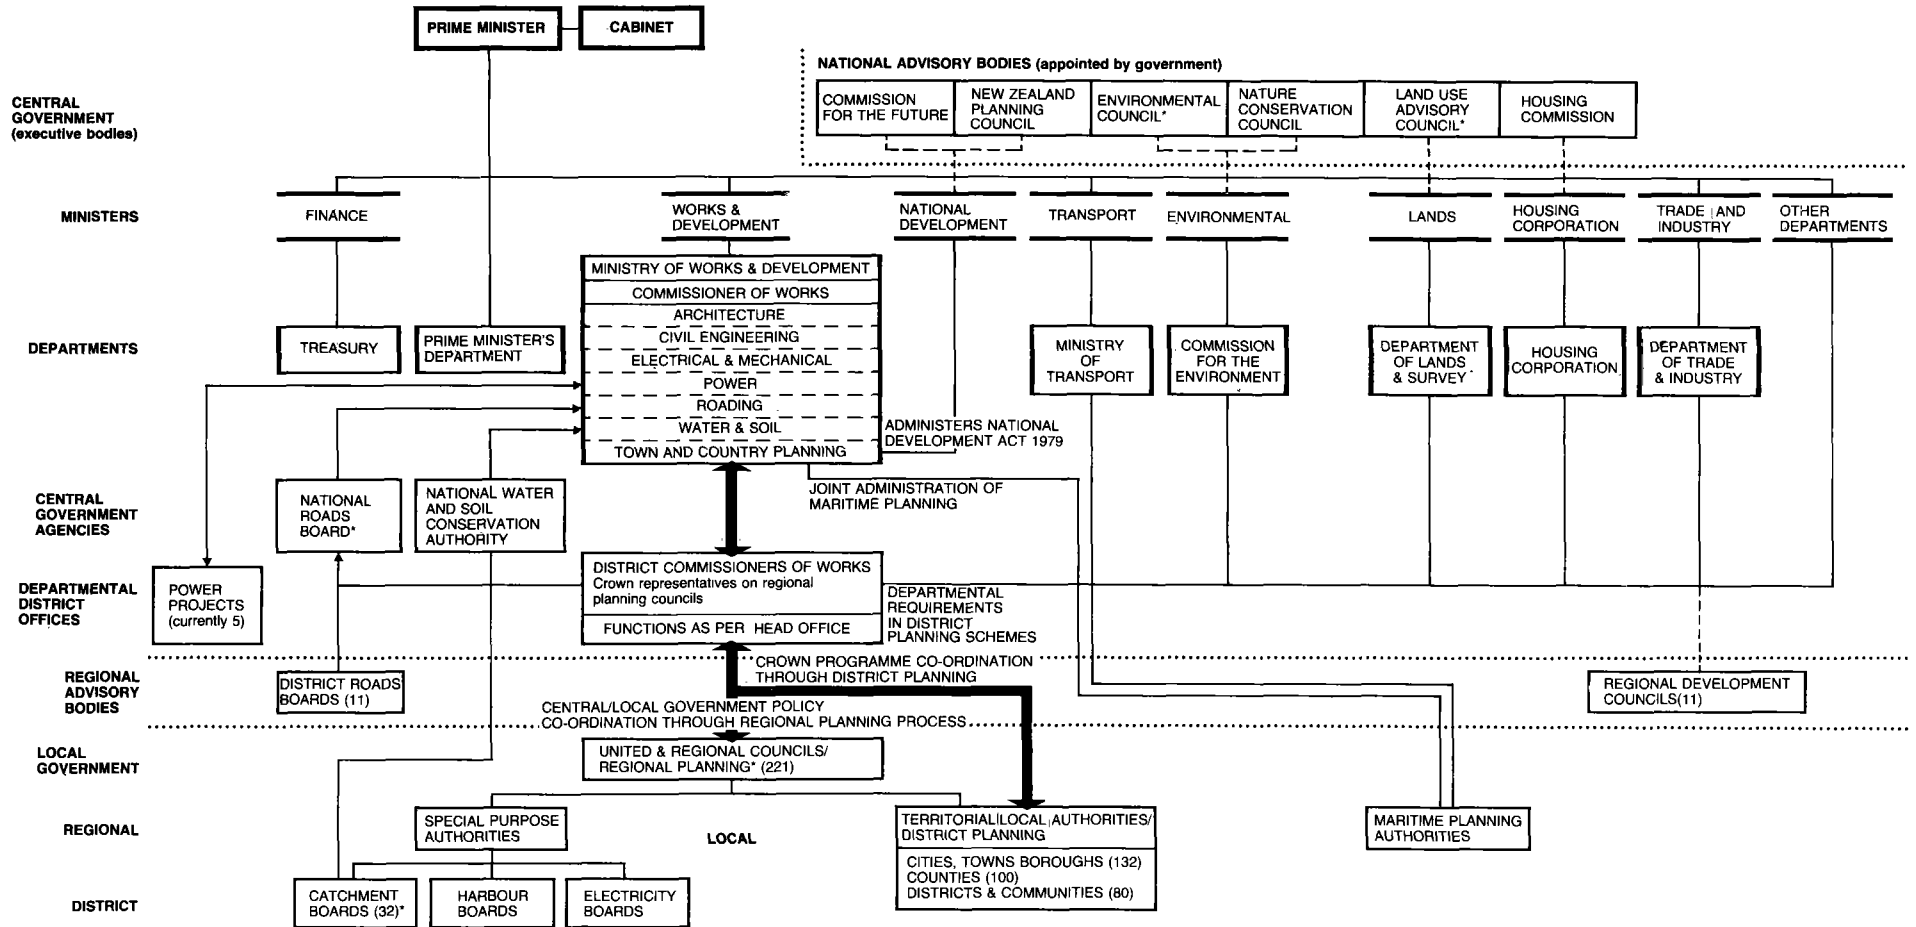 PRIME MINISTER
CABINET
NATIONAL ADVISORY BODIES (appointed by government)
CENTRAL
GOVERNMENT
(executive bodies)
COMMISSION
FOR THE FUTURE
NEW ZEALAND
PLANNING
COUNCIL
ENVIRONMENTAL
COUNCIL*
NATURE
CONSERVATION
COUNCIL
LAND USE
ADVISORY
COUNCIL*
HOUSING
COMMISSION
MINISTERS
FINANCE
WORKS &
DEVELOPMENT
NATIONAL
DEVELOPMENT
TRANSPORT
ENVIRONMENTAL
LANDS
HOUSING
CORPORATION
TRADE AND
INDUSTRY
OTHER
DEPARTMENTS
MINISTRY OF WORKS & DEVELOPMENT
COMMISSIONER OF WORKS
ARCHITECTURE
CIVIL ENGINEERING
ELECTRICAL & MECHANICAL
POWER
ROADING
WATER & SOIL
TOWN AND COUNTRY PLANNING
DEPARTMENTS
TREASURY
PRIME MINISTER'S
DEPARTMENT
MINISTRY
OF
TRANSPORT
COMMISSION
FOR THE
ENVIRONMENT
DEPARTMENT
OF LANDS
& SURVEY
HOUSING
CORPORATION
DEPARTMENT
OF TRADE
& INDUSTRY
ADMINISTERS NATIONAL
DEVELOPMENT ACT 1979
JOINT ADMINISTRATION OF
MARITIME PLANNING
CENTRAL
GOVERNMENT
AGENCIES
NATIONAL
ROADS
BOARD*
NATIONAL WATER
AND SOIL
CONSERVATION
AUTHORITY
DEPARTMENTAL
DISTRICT
OFFICES
POWER
PROJECTS
(currently 5)
DISTRICT COMMISSIONERS OF WORKS
Crown representatives on regional
planning councils
FUNCTIONS AS PER HEAD OFFICE
DEPARTMENTAL
REQUIREMENTS
IN DISTRICT
PLANNING SCHEMES
REGIONAL
ADVISORY
BODIES
DISTRICT ROADS
BOARDS (11)
CROWN PROGRAMME CO-ORDINATION
THROUGH DISTRICT PLANNING
REGIONAL DEVELOPMENT
COUNCILS(11)
CENTRAL/LOCAL GOVERNMENT POLICY
CO-ORDINATION THROUGH REGIONAL PLANNING PROCESS
LOCAL
GOVERNMENT
UNITED & REGIONAL COUNCILS/
REGIONAL PLANNING* (221)
REGIONAL
SPECIAL PURPOSE
AUTHORITIES
LOCAL
TERRITORIAL/LOCAL AUTHORITIES/
DISTRICT PLANNING
CITIES, TOWNS BOROUGHS (132)
COUNTIES (100)
DISTRICTS & COMMUNITIES (80)
MARITIME PLANNING
AUTHORITIES
DISTRICT
CATCHMENT
BOARDS (32)*
HARBOUR
BOARDS
ELECTRICITY
BOARDS